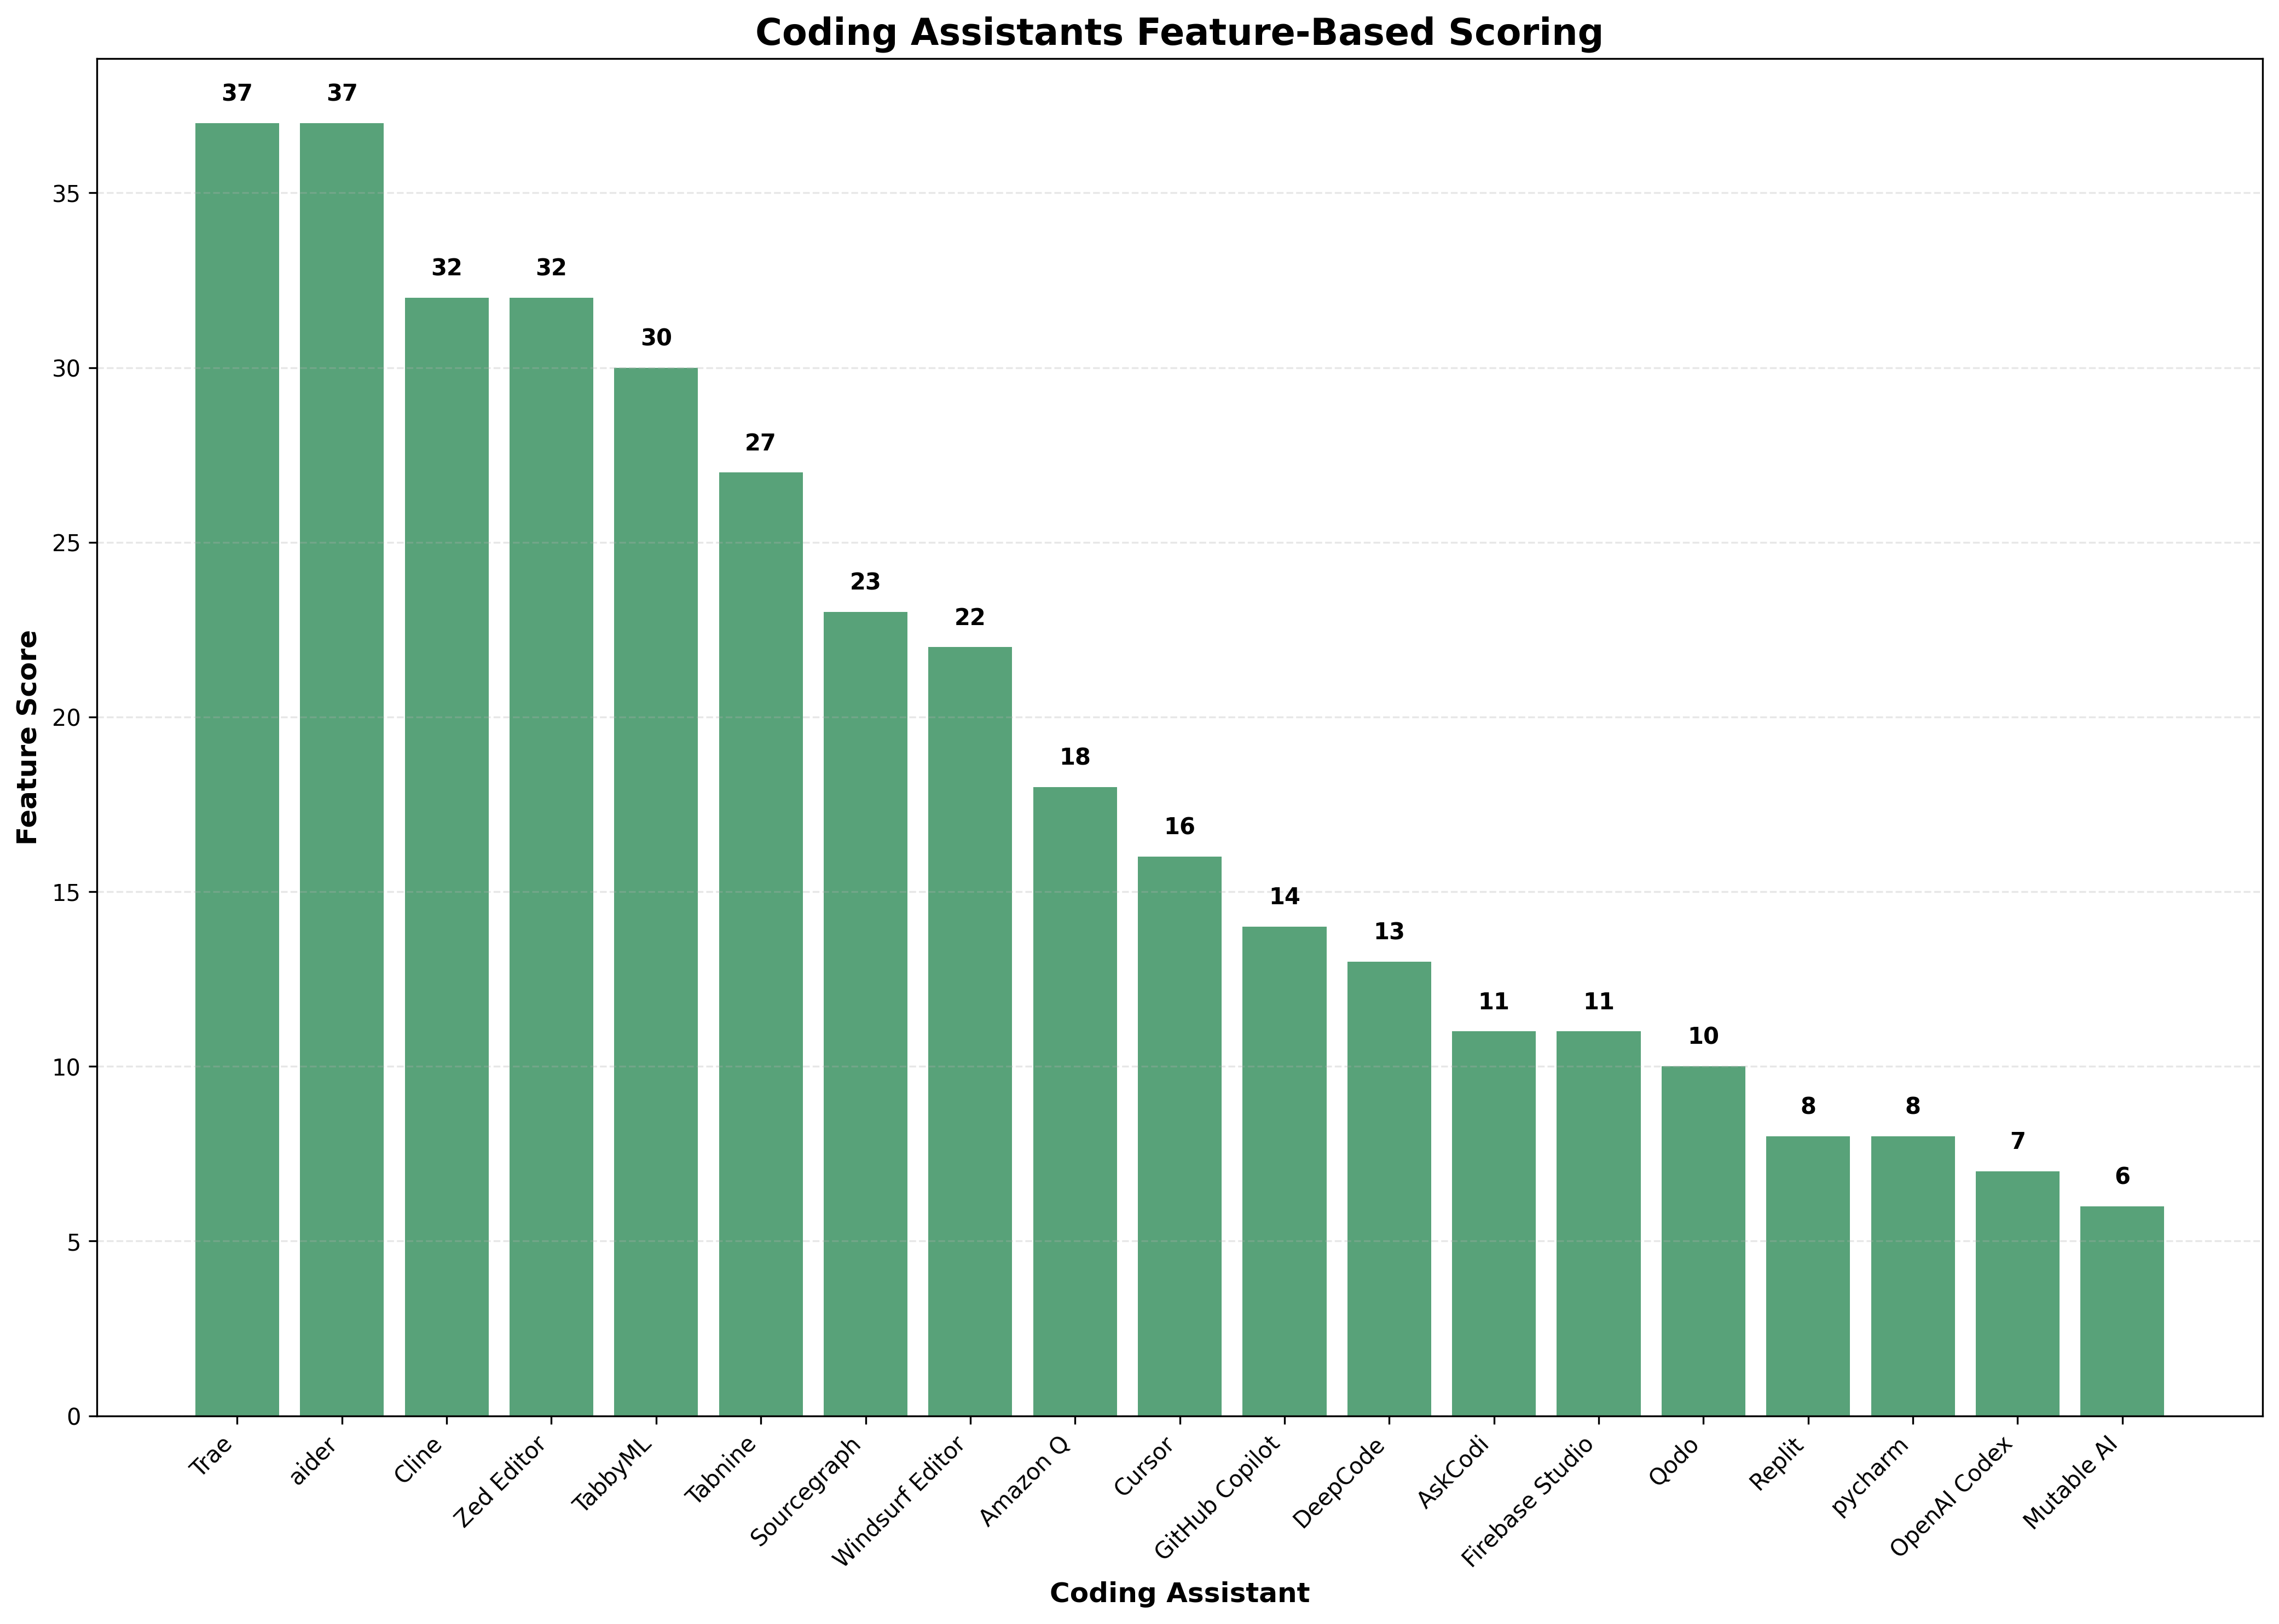 Coding Assistants Feature-Based Scoring
37
37
32
32
30
27
23
22
18
16
14
13
11
11
10
8
8
7
6
35
30
25
20
15
10
5
0
Feature Score
Trae
aider
Cline
Zed Editor
TabbyML
Tabnine
Sourcegraph
Windsurf Editor
Amazon Q
Cursor
GitHub Copilot
DeepCode
AskCodi
Firebase Studio
Qodo
Replit
pycharm
OpenAI Codex
Mutable AI
Coding Assistant